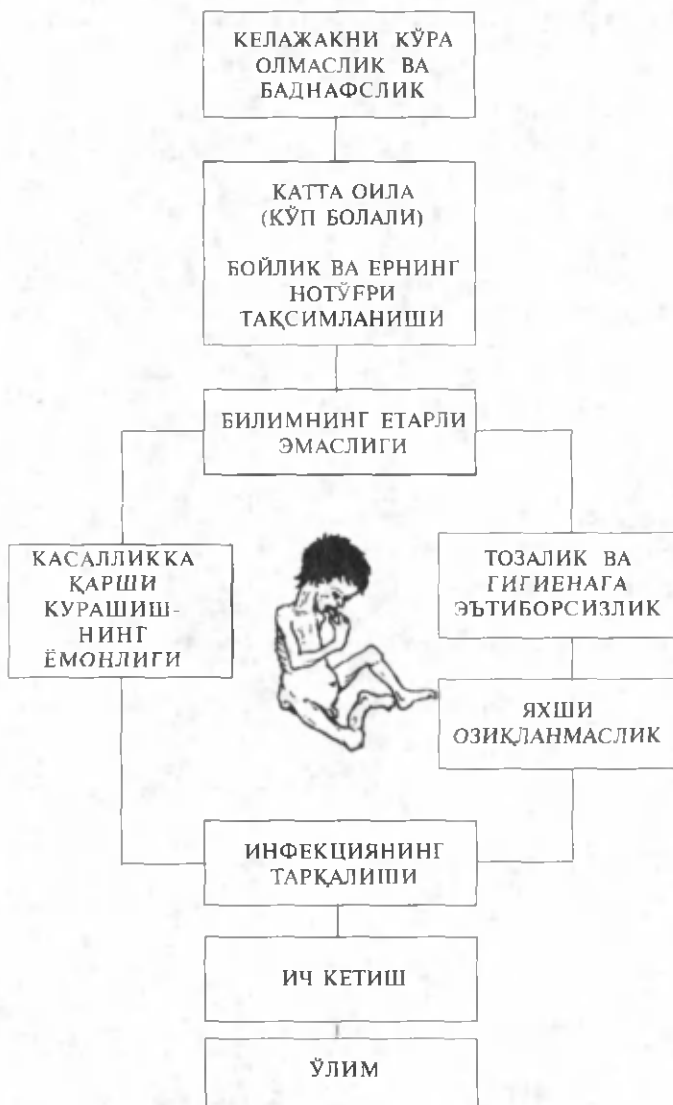 КЕЛАЖАКНИ КЎРА
ОЛМАСЛИК ВА
БАДНАФСЛИК
КАТТА ОИЛА
(КЎП БОЛАЛИ)
БОЙЛИК ВА ЕРНИНГ
НОТЎҒРИ
ТАҚСИМЛАНИШИ
БИЛИМНИНГ ЕТАРЛИ
ЭМАСЛИГИ
КАСАЛЛИККА
ҚАРШИ
КУРАШИШ-
НИНГ
ЁМОНЛИГИ
ТОЗАЛИК ВА
ГИГИЕНАГА
ЭЪТИБОРСИЗЛИК
ЯХШИ
ОЗИҚЛАНМАСЛИК
ИНФЕКЦИЯНИНГ
ТАРҚАЛИШИ
ИЧ КЕТИШ
ЎЛИМ